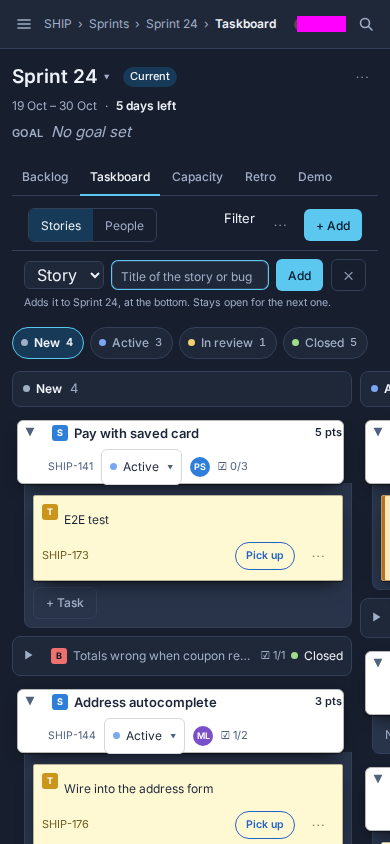 SHIP › Sprints › Sprint 24 › Taskboard
Sprint 24 Current
19 Oct – 30 Oct · 5 days left
GOAL No goal set
Backlog Taskboard Capacity Retro Demo
Stories People Filter ... + Add
Story Title of the story or bug Add ×
Adds it to Sprint 24, at the bottom. Stays open for the next one.
New 4 Active 3 In review 1 Closed 5
New 4
S Pay with saved card 5 pts
SHIP-141 Active PS 0/3
T E2E test
SHIP-173 Pick up ...
+ Task
B Totals wrong when coupon re... 1/1 Closed
S Address autocomplete 3 pts
SHIP-144 Active ML 1/2
T Wire into the address form
SHIP-176 Pick up ...